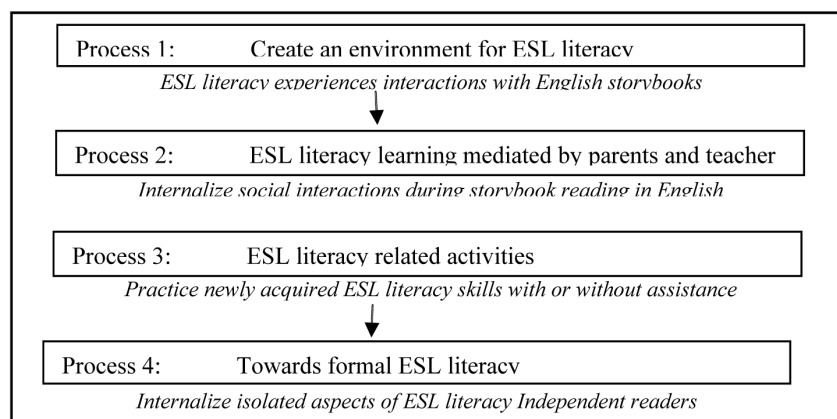 Process 1: Create an environment for ESL literacy
ESL literacy experiences interactions with English storybooks
Process 2: ESL literacy learning mediated by parents and teacher
Internalize social interactions during storybook reading in English
Process 3: ESL literacy related activities
Practice newly acquired ESL literacy skills with or without assistance
Process 4: Towards formal ESL literacy
Internalize isolated aspects of ESL literacy Independent readers